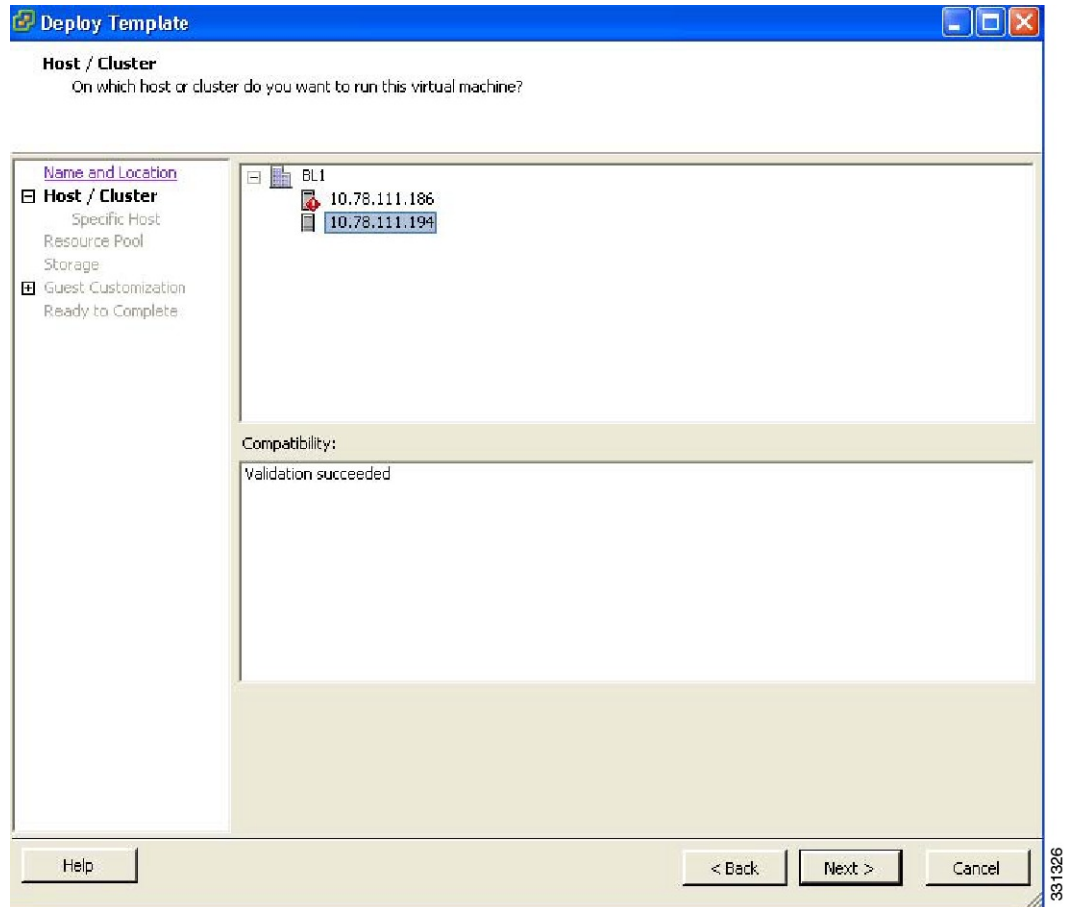 Deploy Template
Host / Cluster
On which host or cluster do you want to run this virtual machine?
Name and Location
Host / Cluster
Specific Host
Resource Pool
Storage
Guest Customization
Ready to Complete
BL1
10.78.111.186
10.78.111.194
Compatibility:
Validation succeeded
Help
< Back
Next >
Cancel
331326